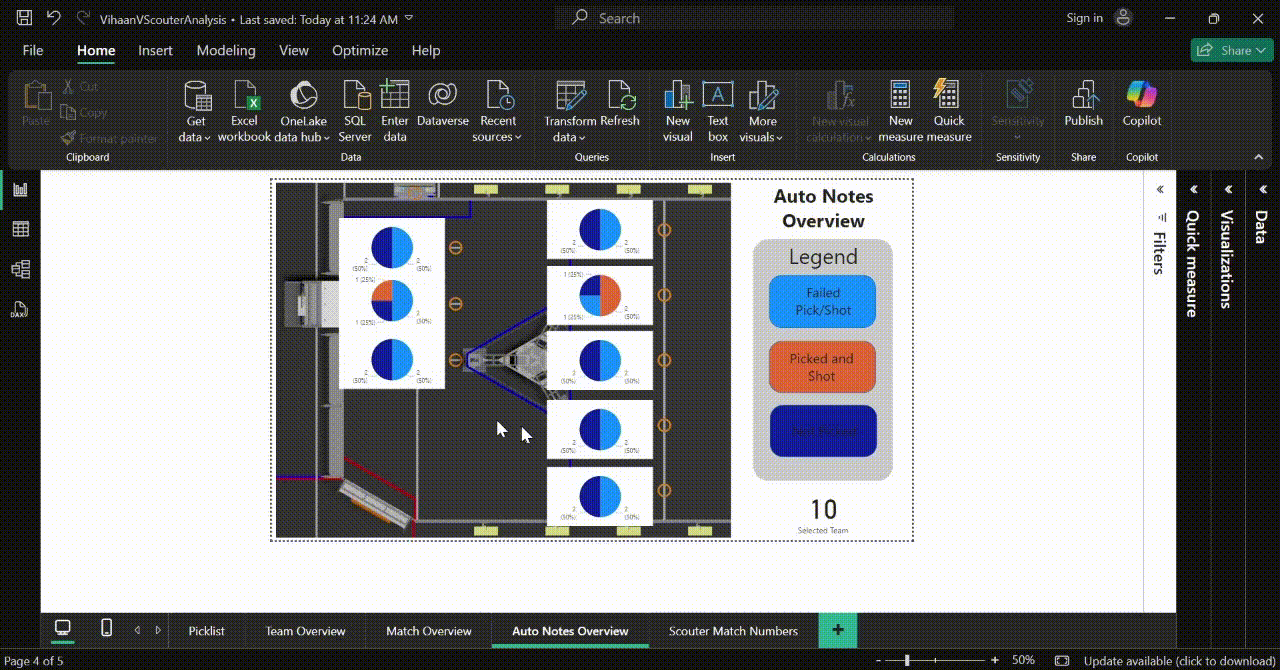 VihaanVScouterAnalysis • Last saved: Today at 11:24 AM
Search
Sign in
File Home Insert Modeling View Optimize Help
Share
Paste
Cut
Copy
Format painter
Get data
Excel workbook
OneLake data hub
SQL Server
Enter data
Dataverse
Recent sources
Transform data
Refresh
New visual
Text box
More visuals
New visual calculation
New measure
Quick measure
Sensitivity
Publish
Copilot
Clipboard
Data
Queries
Insert
Calculations
Sensitivity
Share
Copilot
DAX
Auto Notes
Overview
Legend
Failed
Pick/Shot
Picked and
Shot
10
Selected Team
2
(50%)
2
(50%)
1 (25%)
1 (25%)
2
(50%)
2
(50%)
2
(50%)
2
(50%)
2
(50%)
1 (25%)
1 (25%)
2
(50%)
2
(50%)
2
(50%)
2
(50%)
2
(50%)
2
(50%)
2
(50%)
Filters
Quick measure
Visualizations
Data
Picklist
Team Overview
Match Overview
Auto Notes Overview
Scouter Match Numbers
Page 4 of 5
- + 50%
Update available (click to download)